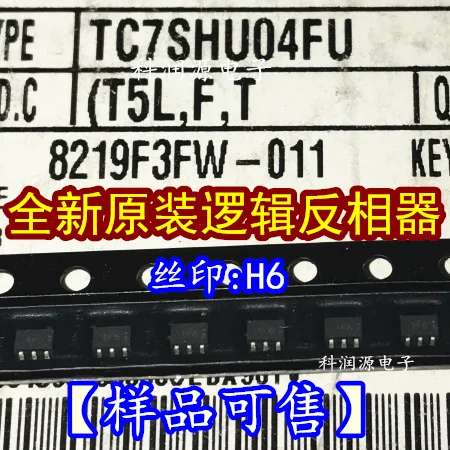 YPE TC7SHU04FU
科润源电子
D.C (T5L,F,T Q
8219F3FW-011 KEY
全新原装逻辑反相器
丝印:H6
科润源电子
【样品可售】